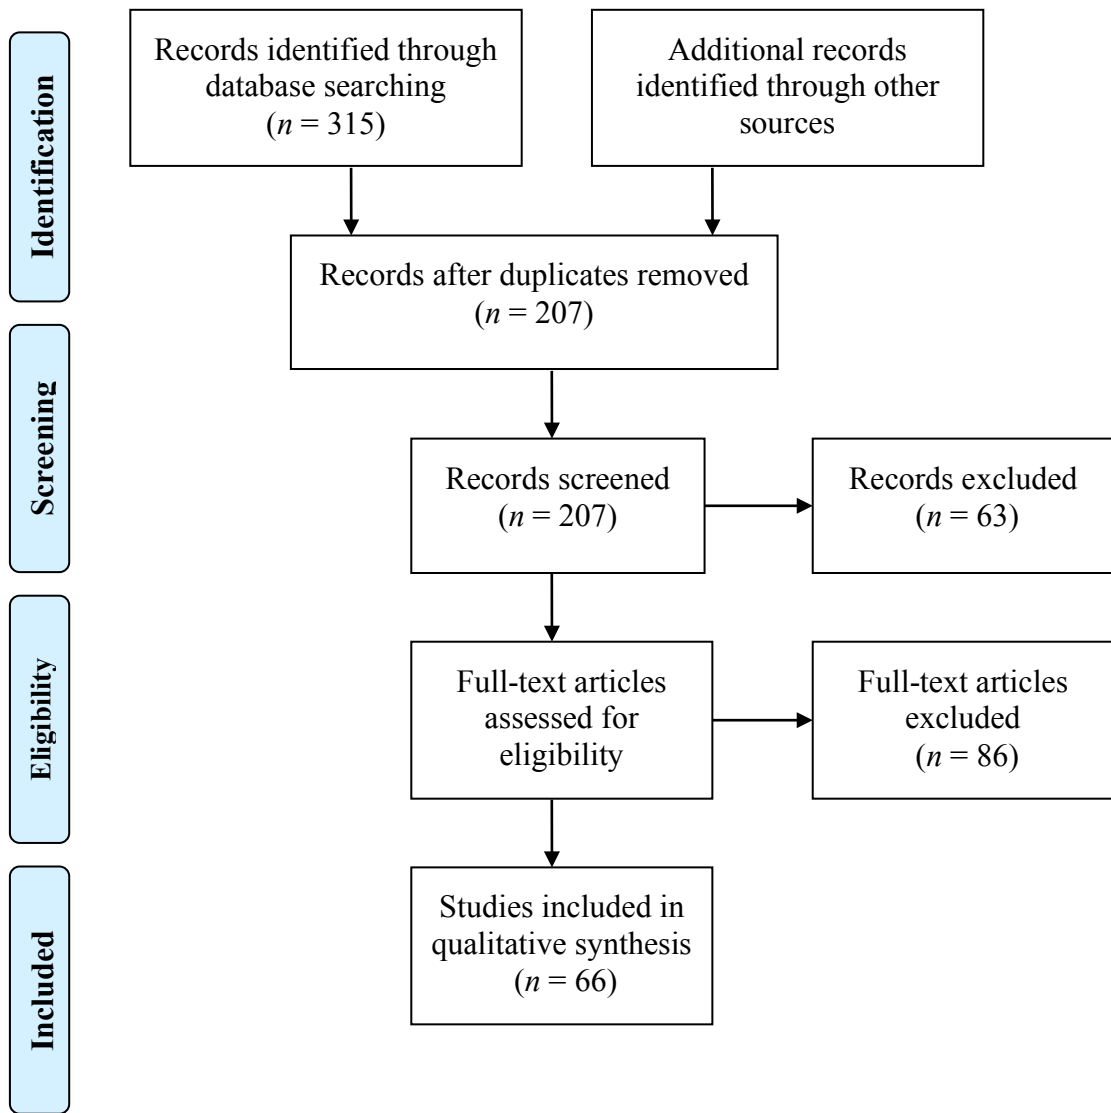 Identification
Records identified through
database searching
(n = 315)
Additional records
identified through other
sources
Records after duplicates removed
(n = 207)
Screening
Records screened
(n = 207)
Records excluded
(n = 63)
Eligibility
Full-text articles
assessed for
eligibility
Full-text articles
excluded
(n = 86)
Included
Studies included in
qualitative synthesis
(n = 66)